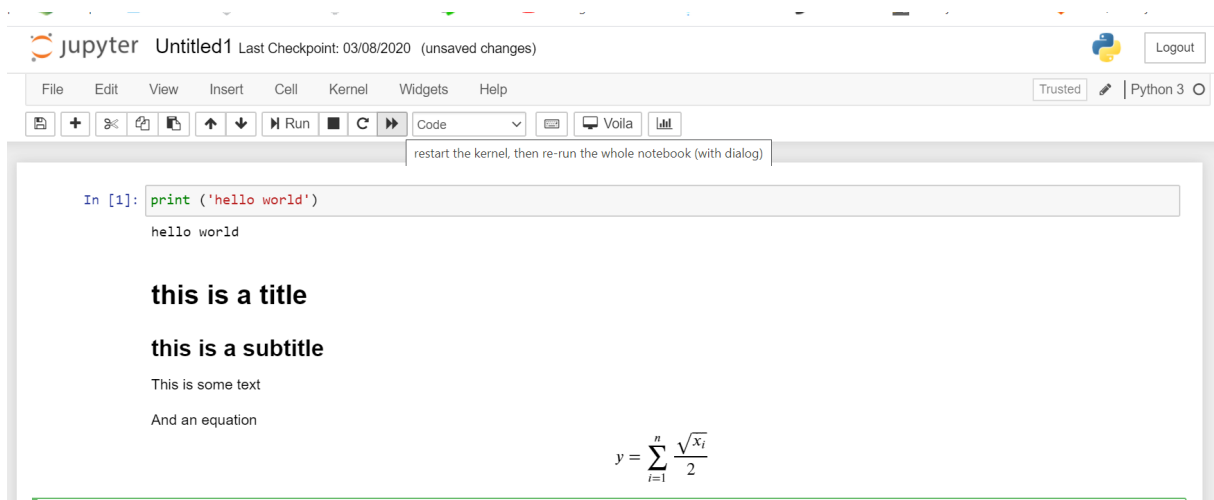 jupyter Untitled1 Last Checkpoint: 03/08/2020 (unsaved changes) Logout
File Edit View Insert Cell Kernel Widgets Help Trusted Python 3
Run Code Voila
restart the kernel, then re-run the whole notebook (with dialog)
In [1]: print ('hello world')
hello world
this is a title
this is a subtitle
This is some text
And an equation
y = ∑_{i=1}^{n} √x_i / 2